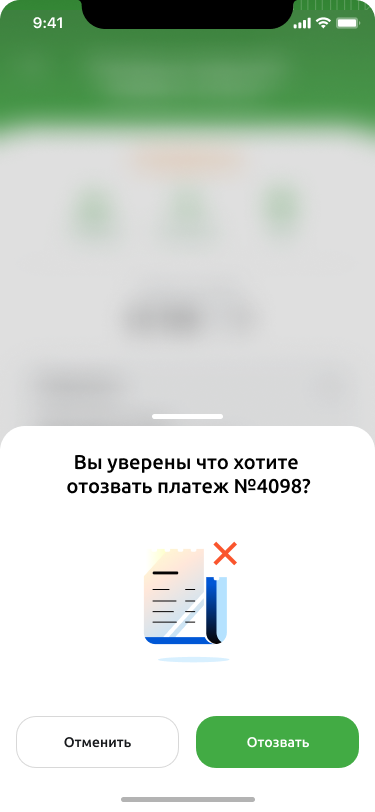 9:41
Вы уверены что хотите
отозвать платеж №4098?
Отменить
Отозвать